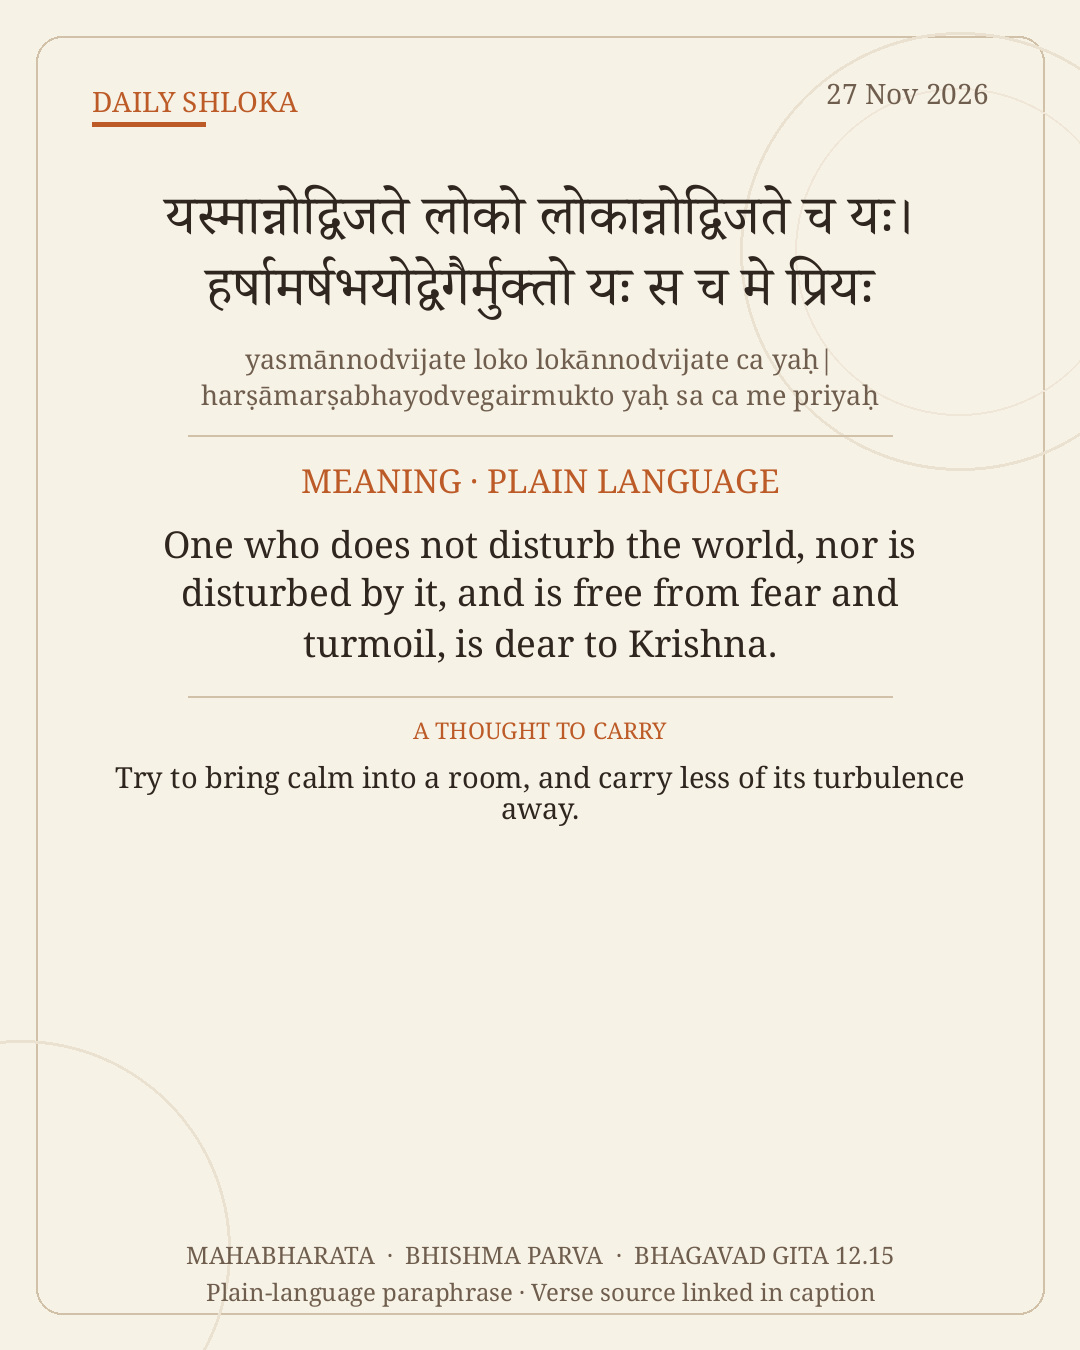 DAILY SHLOKA
27 Nov 2026
यस्मान्नोद्विजते लोको लोकान्नोद्विजते च यः।
हर्षामर्षभयोद्वेगैर्मुक्तो यः स च मे प्रियः
yasmānnodvijate loko lokānnodvijate ca yaḥ|
harṣāmarṣabhayodvegairmukto yaḥ sa ca me priyaḥ
MEANING · PLAIN LANGUAGE
One who does not disturb the world, nor is
disturbed by it, and is free from fear and
turmoil, is dear to Krishna.
A THOUGHT TO CARRY
Try to bring calm into a room, and carry less of its turbulence
away.
MAHABHARATA · BHISHMA PARVA · BHAGAVAD GITA 12.15
Plain-language paraphrase · Verse source linked in caption